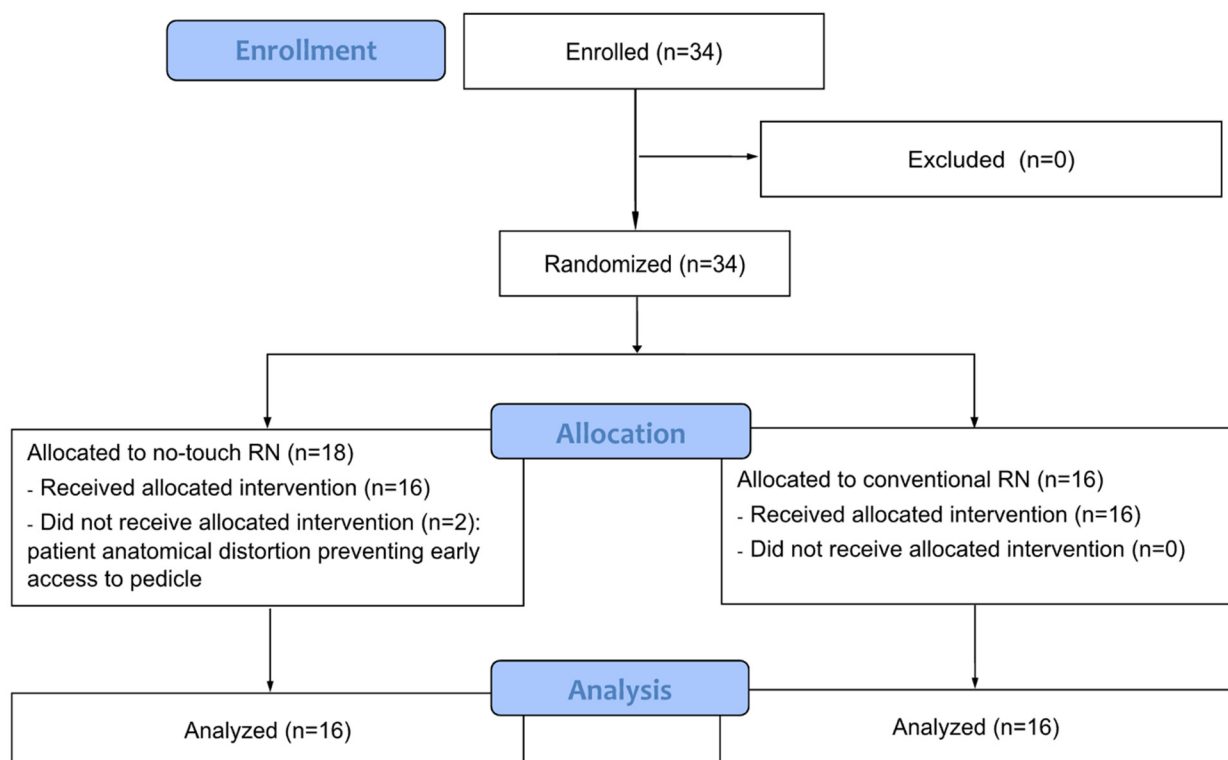 Enrollment
Enrolled (n=34)
Excluded (n=0)
Randomized (n=34)
Allocation
Allocated to no-touch RN (n=18)
- Received allocated intervention (n=16)
- Did not receive allocated intervention (n=2):
patient anatomical distortion preventing early
access to pedicle
Allocated to conventional RN (n=16)
- Received allocated intervention (n=16)
- Did not receive allocated intervention (n=0)
Analysis
Analyzed (n=16)
Analyzed (n=16)